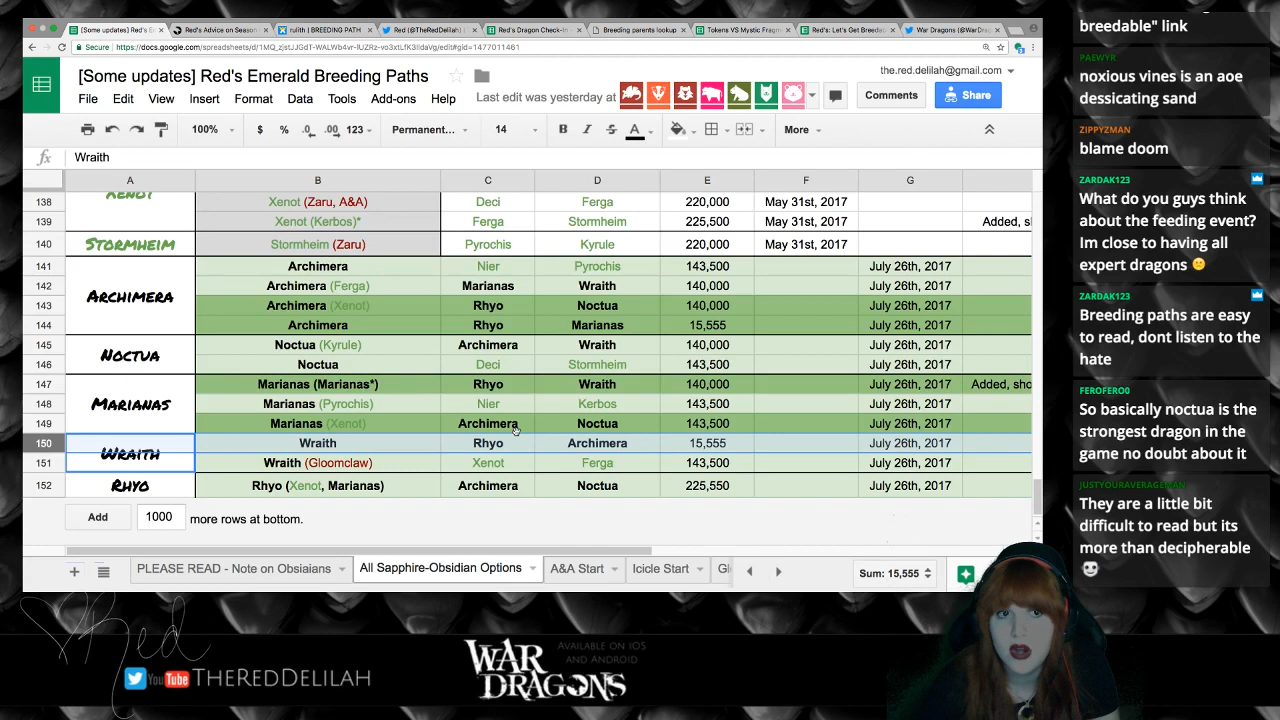 [Some updates] Red's E
Red's Advice on Season
rulith | BREEDING PATH
Red (@TheRedDelilah) |
Red's Dragon Check-In
Breeding parents lookup
Tokens VS Mystic Fragm
Red's: Let's Get Breeda
War Dragons (@WarDra
Secure
[Some updates] Red's Emerald Breeding Paths
the.red.delilah@gmail.com
File Edit View Insert Format Data Tools Add-ons Help Last edit was yesterday at
Comments Share
100% $ % .0 .00 123 Permanent... 14 B I S A More
fx Wraith
A B C D E F G
XENOT
138 Xenot (Zaru, A&A) Deci Ferga 220,000 May 31st, 2017
139 Xenot (Kerbos)* Ferga Stormheim 225,500 May 31st, 2017 Added, sh
140 STORMHEIM Stormheim (Zaru) Pyrochis Kyrule 220,000 May 31st, 2017
141 Archimera Nier Pyrochis 143,500 July 26th, 2017
142 Archimera (Ferga) Marianas Wraith 140,000 July 26th, 2017
ARCHIMERA
143 Archimera (Xenot) Rhyo Noctua 140,000 July 26th, 2017
144 Archimera Rhyo Marianas 15,555 July 26th, 2017
145 Noctua (Kyrule) Archimera Wraith 140,000 July 26th, 2017
NOCTUA
146 Noctua Deci Stormheim 143,500 July 26th, 2017
147 Marianas (Marianas*) Rhyo Wraith 140,000 July 26th, 2017 Added, sho
148 MARIANAS Marianas (Pyrochis) Nier Kerbos 143,500 July 26th, 2017
149 Marianas (Xenot) Archimera Noctua 143,500 July 26th, 2017
150 Wraith Rhyo Archimera 15,555 July 26th, 2017
WRAITH
151 Wraith (Gloomclaw) Xenot Ferga 143,500 July 26th, 2017
152 RHYO Rhyo (Xenot, Marianas) Archimera Noctua 225,550 July 26th, 2017
Add 1000 more rows at bottom.
PLEASE READ - Note on Obsiaians All Sapphire-Obsidian Options A&A Start Icicle Start Gl Sum: 15,555
breedable" link
PAEWYR
noxious vines is an aoe
dessicating sand
ZIPPYZMAN
blame doom
ZARDAK123
What do you guys think
about the feeding event?
Im close to having all
expert dragons
ZARDAK123
Breeding paths are easy
to read, dont listen to the
hate
FEROFERO0
So basically noctua is the
strongest dragon in the
game no doubt about it
JUSTYOURAVERAGEMAN
They are a little bit
difficult to read but its
more than decipherable
Red
YouTube THEREDDELILAH
WAR
DRAGONS
AVAILABLE ON IOS
AND ANDROID